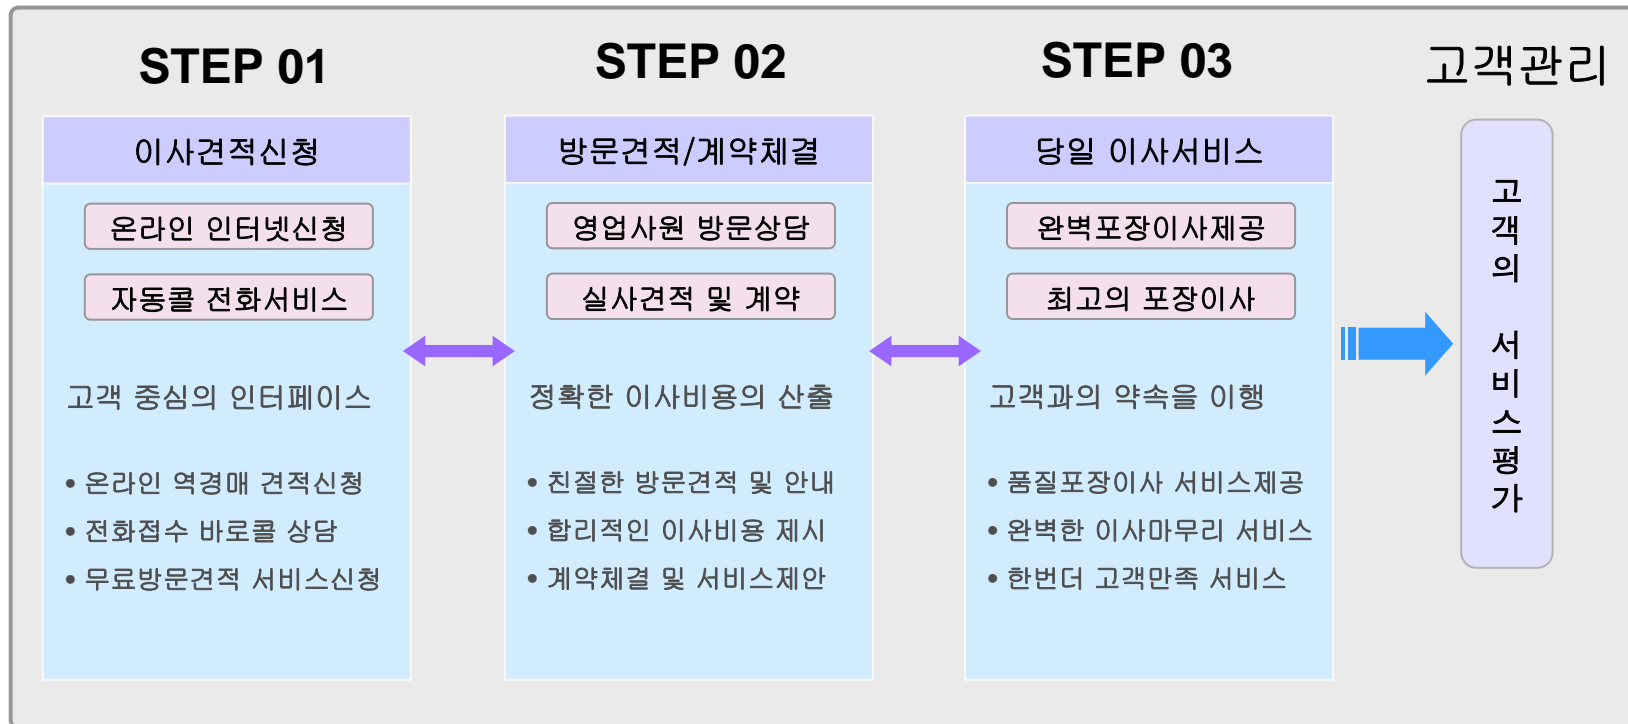 STEP 01
이사견적신청
온라인 인터넷신청
자동콜 전화서비스
고객 중심의 인터페이스
• 온라인 역경매 견적신청
• 전화접수 바로콜 상담
• 무료방문견적 서비스신청
STEP 02
방문견적/계약체결
영업사원 방문상담
실사견적 및 계약
정확한 이사비용의 산출
• 친절한 방문견적 및 안내
• 합리적인 이사비용 제시
• 계약체결 및 서비스제안
STEP 03
당일 이사서비스
완벽포장이사제공
최고의 포장이사
고객과의 약속을 이행
• 품질포장이사 서비스제공
• 완벽한 이사마무리 서비스
• 한번더 고객만족 서비스
고객관리
고객의 서비스평가